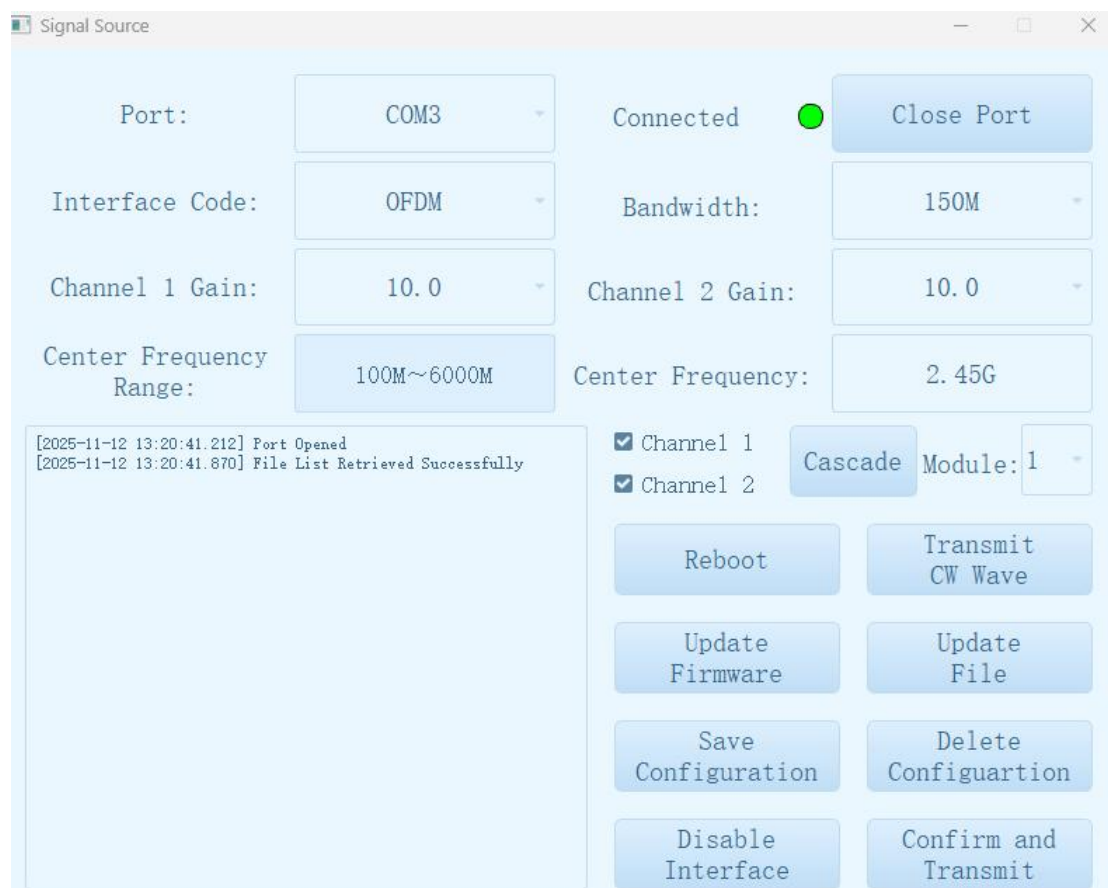 Signal Source
Port:
COM3
Connected
Close Port
Interface Code:
OFDM
Bandwidth:
150M
Channel 1 Gain:
10.0
Channel 2 Gain:
10.0
Center Frequency
Range:
100M~6000M
Center Frequency:
2.45G
[2025-11-12 13:20:41.212] Port Opened
[2025-11-12 13:20:41.870] File List Retrieved Successfully
Channel 1
Channel 2
Cascade
Module:
1
Reboot
Transmit
CW Wave
Update
Firmware
Update
File
Save
Configuration
Delete
Configuartion
Disable
Interface
Confirm and
Transmit